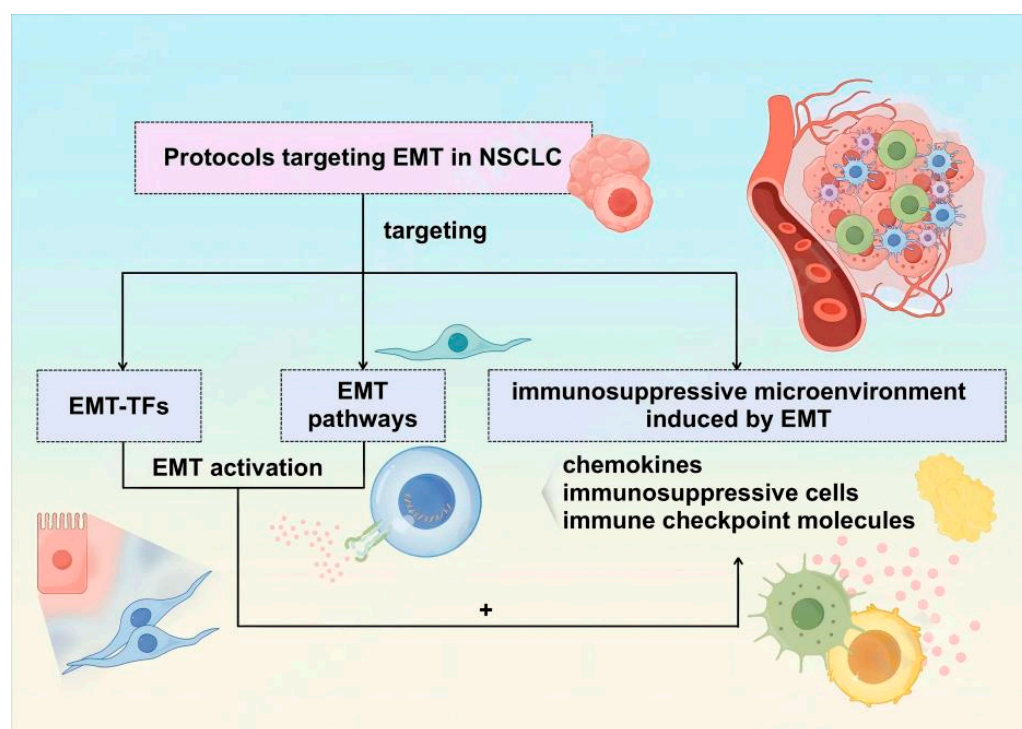 Protocols targeting EMT in NSCLC
targeting
EMT-TFs
EMT
pathways
immunosuppressive microenvironment
induced by EMT
EMT activation
chemokines
immunosuppressive cells
immune checkpoint molecules
+